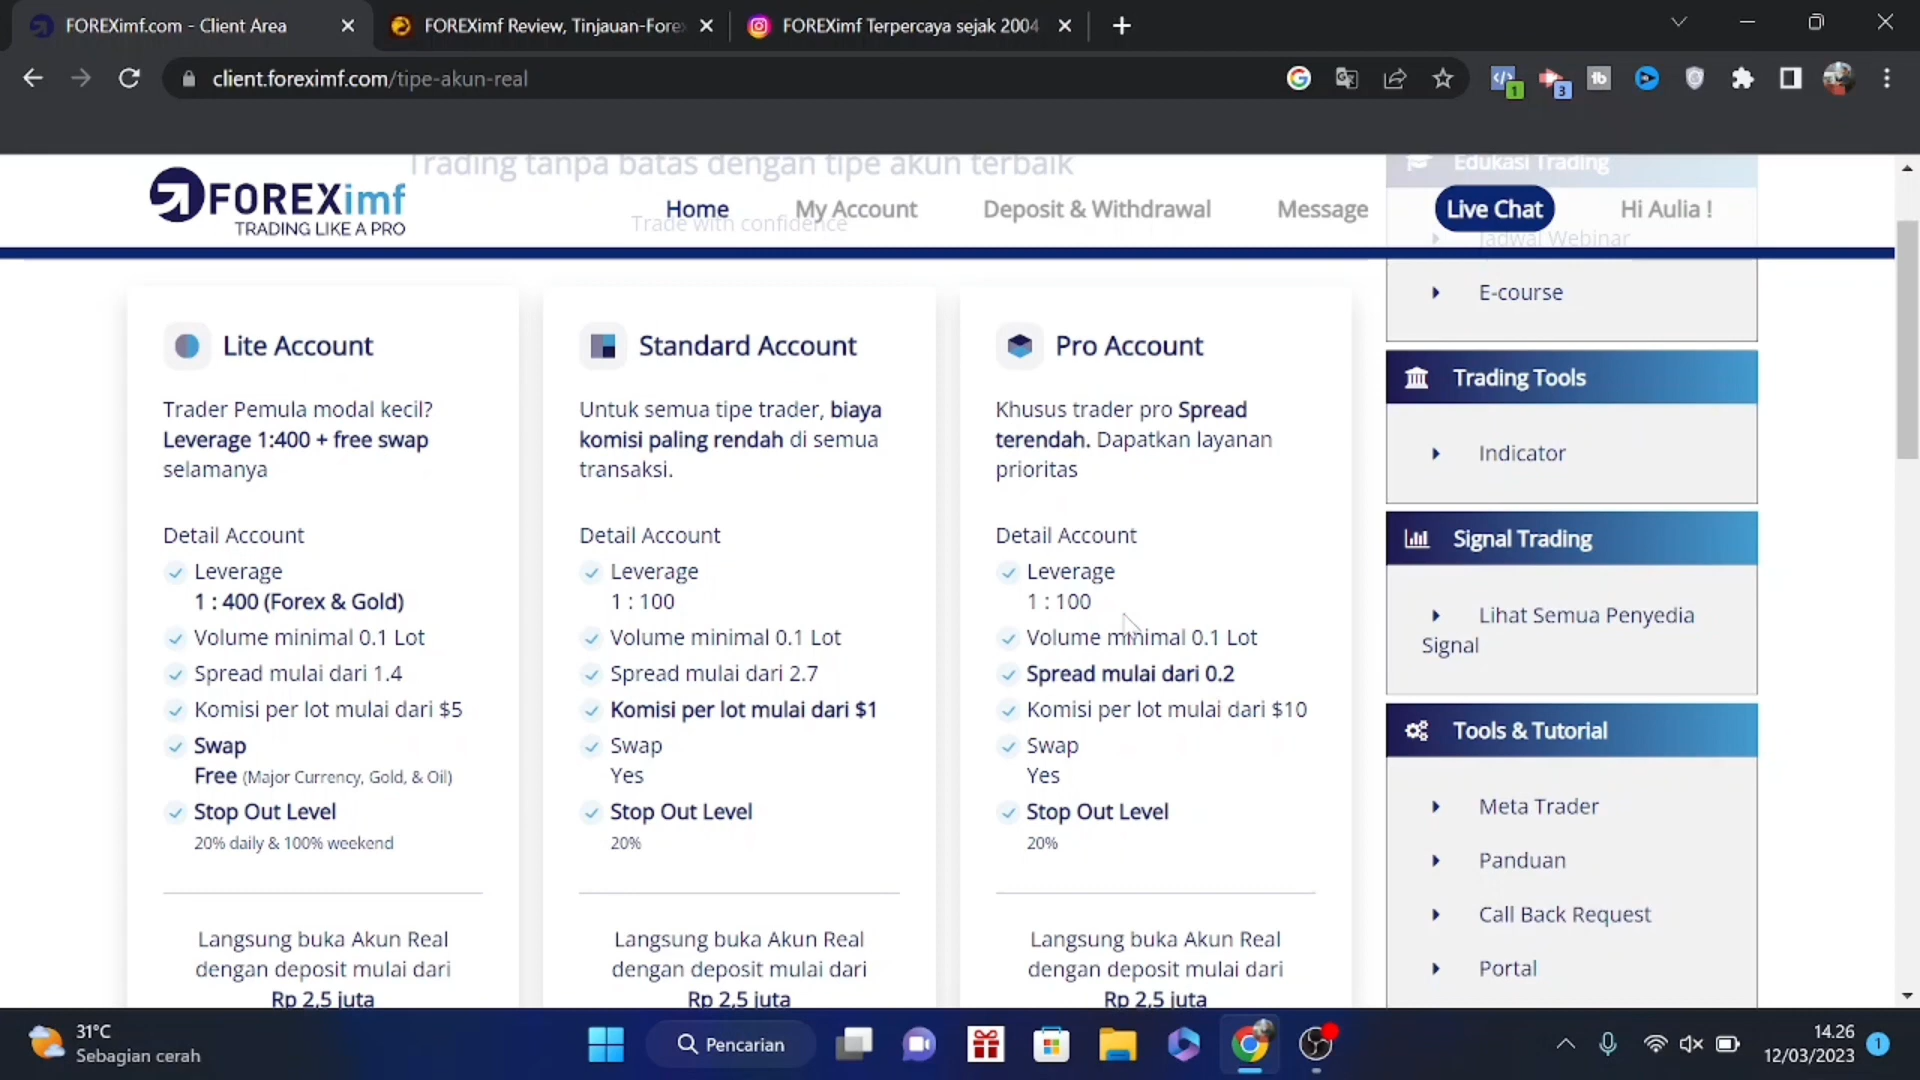 FOREXimf.com - Client Area
FOREXimf Review, Tinjauan-Fore
FOREXimf Terpercaya sejak 2004
client.foreximf.com/tipe-akun-real
1
3
Trading tanpa batas dengan tipe akun terbaik
Trade with confidence
FOREXimf
TRADING LIKE A PRO
Home
My Account
Deposit & Withdrawal
Message
Live Chat
Hi Aulia !
Lite Account
Trader Pemula modal kecil?
Leverage 1:400 + free swap
selamanya
Detail Account
Leverage
1 : 400 (Forex & Gold)
Volume minimal 0.1 Lot
Spread mulai dari 1.4
Komisi per lot mulai dari $5
Swap
Free (Major Currency, Gold, & Oil)
Stop Out Level
20% daily & 100% weekend
Langsung buka Akun Real
dengan deposit mulai dari
Rp 2,5 juta
Standard Account
Untuk semua tipe trader, biaya
komisi paling rendah di semua
transaksi.
Detail Account
Leverage
1 : 100
Volume minimal 0.1 Lot
Spread mulai dari 2.7
Komisi per lot mulai dari $1
Swap
Yes
Stop Out Level
20%
Langsung buka Akun Real
dengan deposit mulai dari
Rp 2,5 juta
Pro Account
Khusus trader pro Spread
terendah. Dapatkan layanan
prioritas
Detail Account
Leverage
1 : 100
Volume minimal 0.1 Lot
Spread mulai dari 0.2
Komisi per lot mulai dari $10
Swap
Yes
Stop Out Level
20%
Langsung buka Akun Real
dengan deposit mulai dari
Rp 2,5 juta
Edukasi Trading
Jadwal Webinar
E-course
Trading Tools
Indicator
Signal Trading
Lihat Semua Penyedia
Signal
Tools & Tutorial
Meta Trader
Panduan
Call Back Request
Portal
31°C
Sebagian cerah
Pencarian
14.26
12/03/2023
1